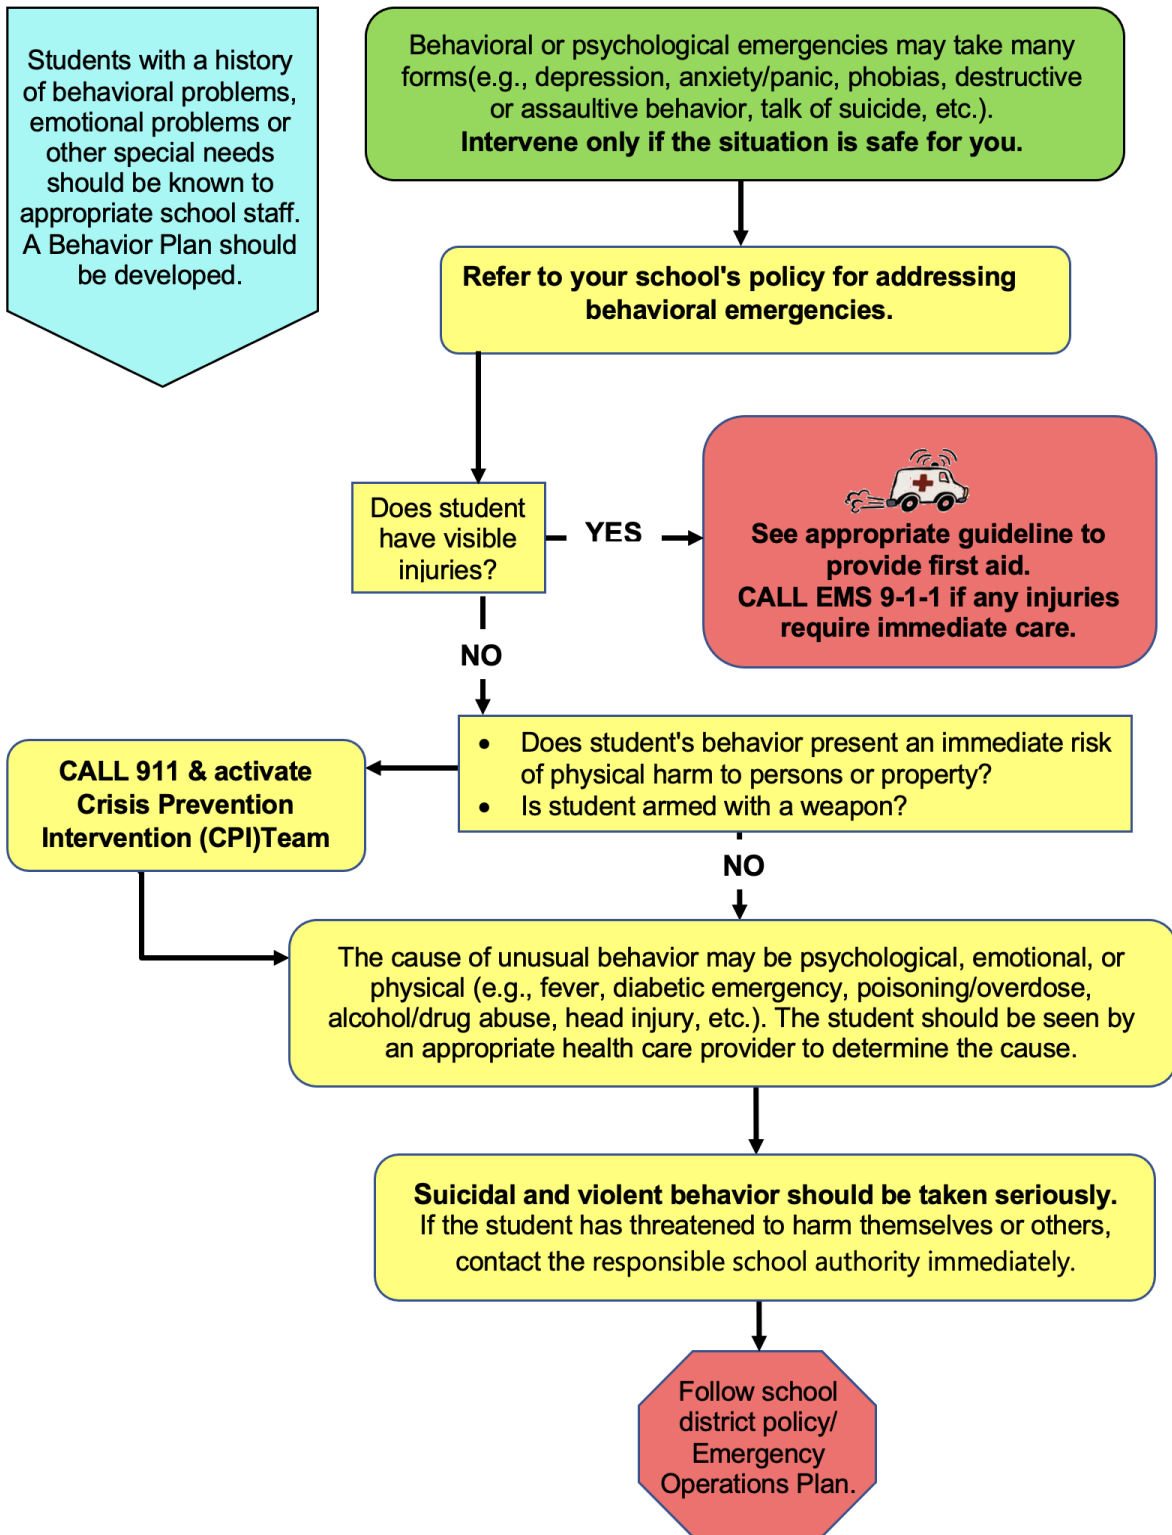 Students with a history
of behavioral problems,
emotional problems or
other special needs
should be known to
appropriate school staff.
A Behavior Plan should
be developed.
Behavioral or psychological emergencies may take many
forms(e.g., depression, anxiety/panic, phobias, destructive
or assaultive behavior, talk of suicide, etc.).
Intervene only if the situation is safe for you.
Refer to your school's policy for addressing
behavioral emergencies.
Does student
have visible
injuries?
YES
See appropriate guideline to
provide first aid.
CALL EMS 9-1-1 if any injuries
require immediate care.
NO
• Does student's behavior present an immediate risk
of physical harm to persons or property?
• Is student armed with a weapon?
CALL 911 & activate
Crisis Prevention
Intervention (CPI)Team
NO
The cause of unusual behavior may be psychological, emotional, or
physical (e.g., fever, diabetic emergency, poisoning/overdose,
alcohol/drug abuse, head injury, etc.). The student should be seen by
an appropriate health care provider to determine the cause.
Suicidal and violent behavior should be taken seriously.
If the student has threatened to harm themselves or others,
contact the responsible school authority immediately.
Follow school
district policy/
Emergency
Operations Plan.